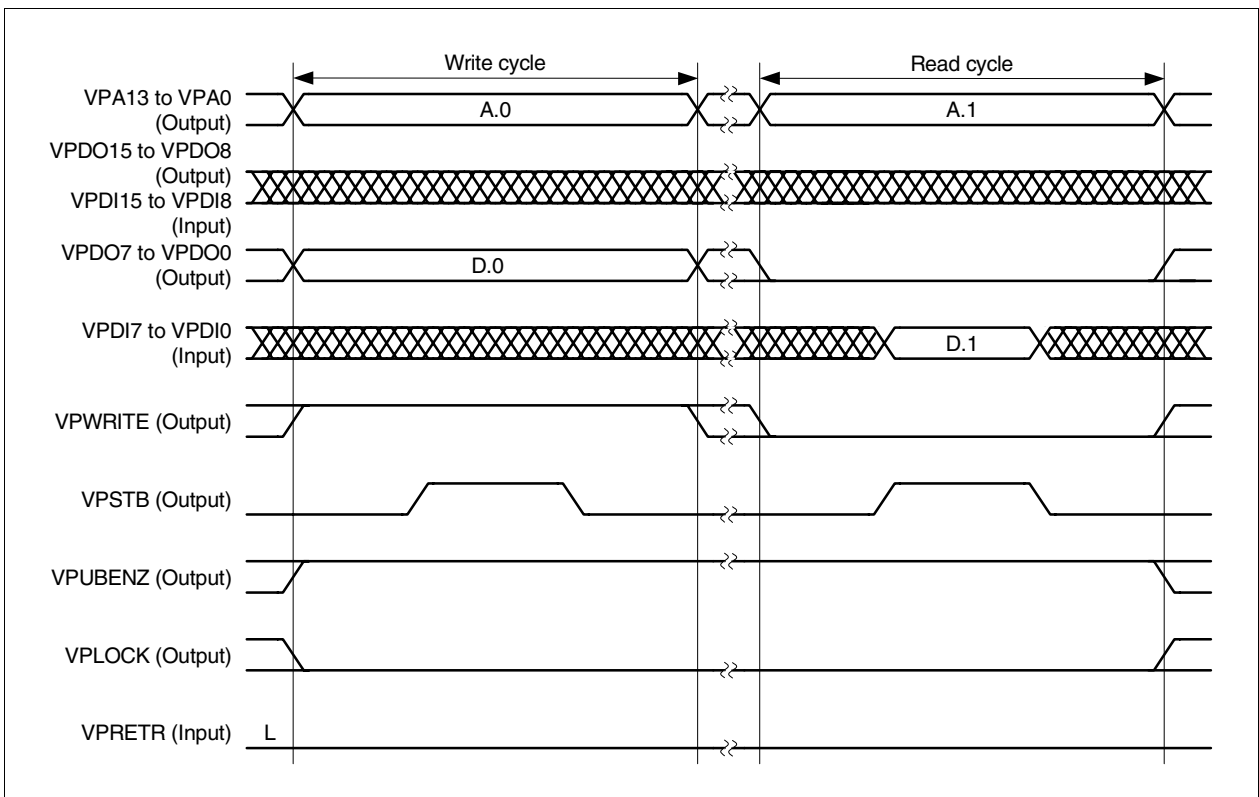 Write cycle
Read cycle
VPA13 to VPA0
(Output)
A.0
A.1
VPDO15 to VPDO8
(Output)
VPDI15 to VPDI8
(Input)
VPDO7 to VPDO0
(Output)
D.0
VPDI7 to VPDI0
(Input)
D.1
VPWRITE (Output)
VPSTB (Output)
VPUBENZ (Output)
VPLOCK (Output)
VPRETR (Input)
L